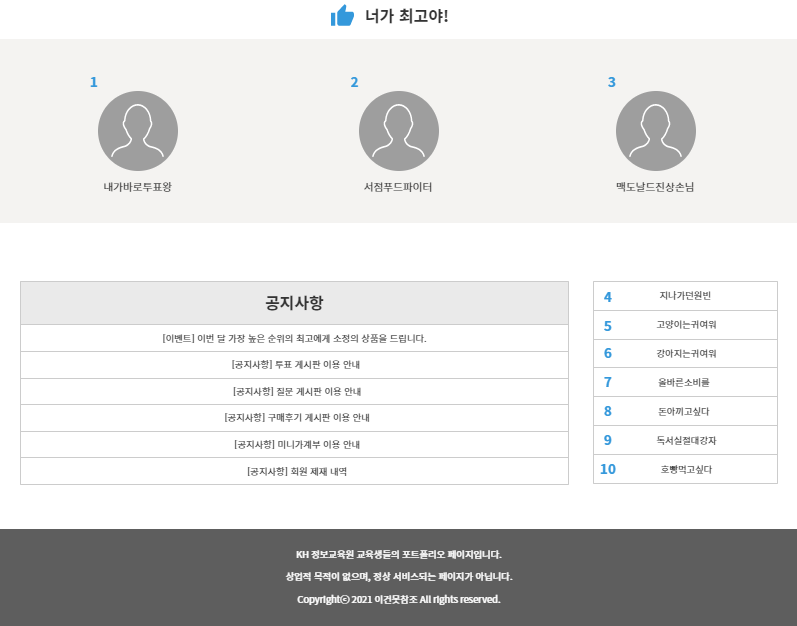 너가 최고야!
1
2
3
내가바로투표왕
서점푸드파이터
맥도날드진상손님
공지사항
[이벤트] 이번 달 가장 높은 순위의 최고에게 소정의 상품을 드립니다.
[공지사항] 투표 게시판 이용 안내
[공지사항] 질문 게시판 이용 안내
[공지사항] 구매후기 게시판 이용 안내
[공지사항] 미니가계부 이용 안내
[공지사항] 회원 제재 내역
4 지나가던원빈
5 고양이는귀여워
6 강아지는귀여워
7 올바른소비를
8 돈아끼고싶다
9 독서실절대강자
10 호빵먹고싶다
KH 정보교육원 교육생들의 포트폴리오 페이지입니다.
상업적 목적이 없으며, 정상 서비스되는 페이지가 아닙니다.
Copyrightⓒ 2021 이건못참조 All rights reserved.